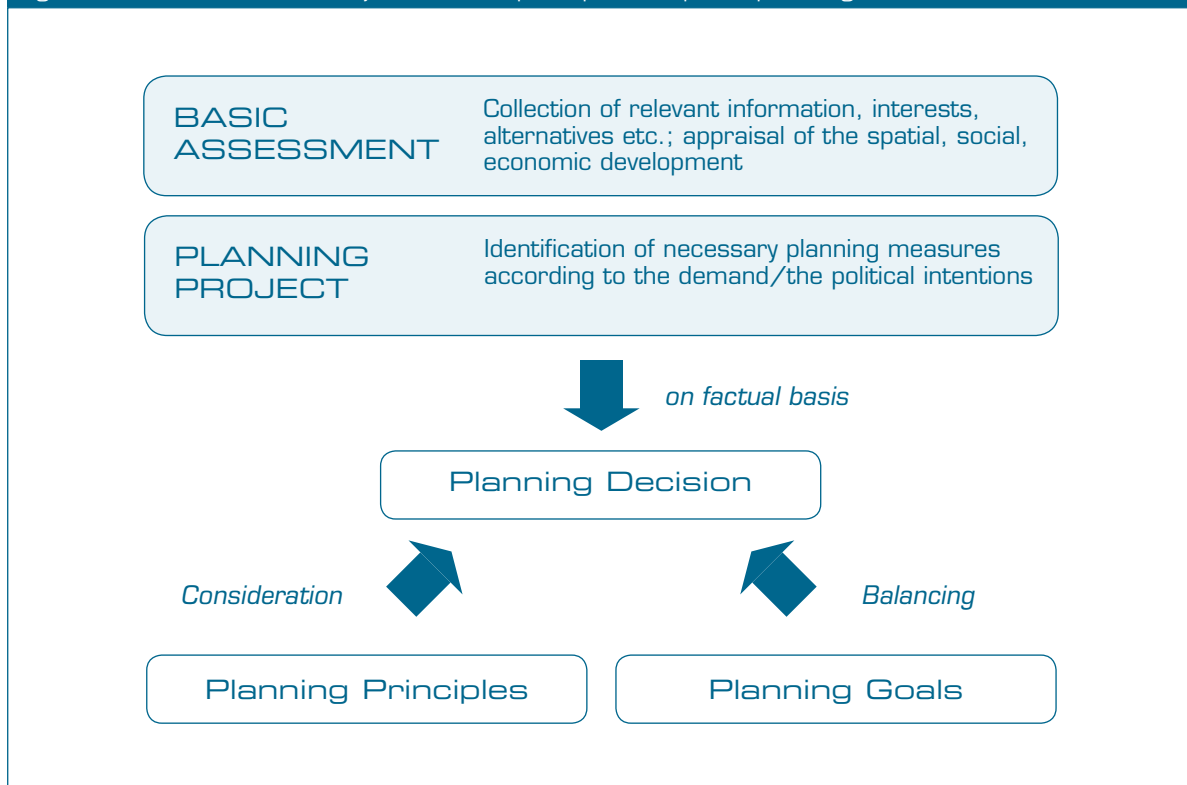 BASIC
ASSESSMENT
Collection of relevant information, interests,
alternatives etc.; appraisal of the spatial, social,
economic development
PLANNING
PROJECT
Identification of necessary planning measures
according to the demand/the political intentions
on factual basis
Planning Decision
Consideration
Balancing
Planning Principles
Planning Goals